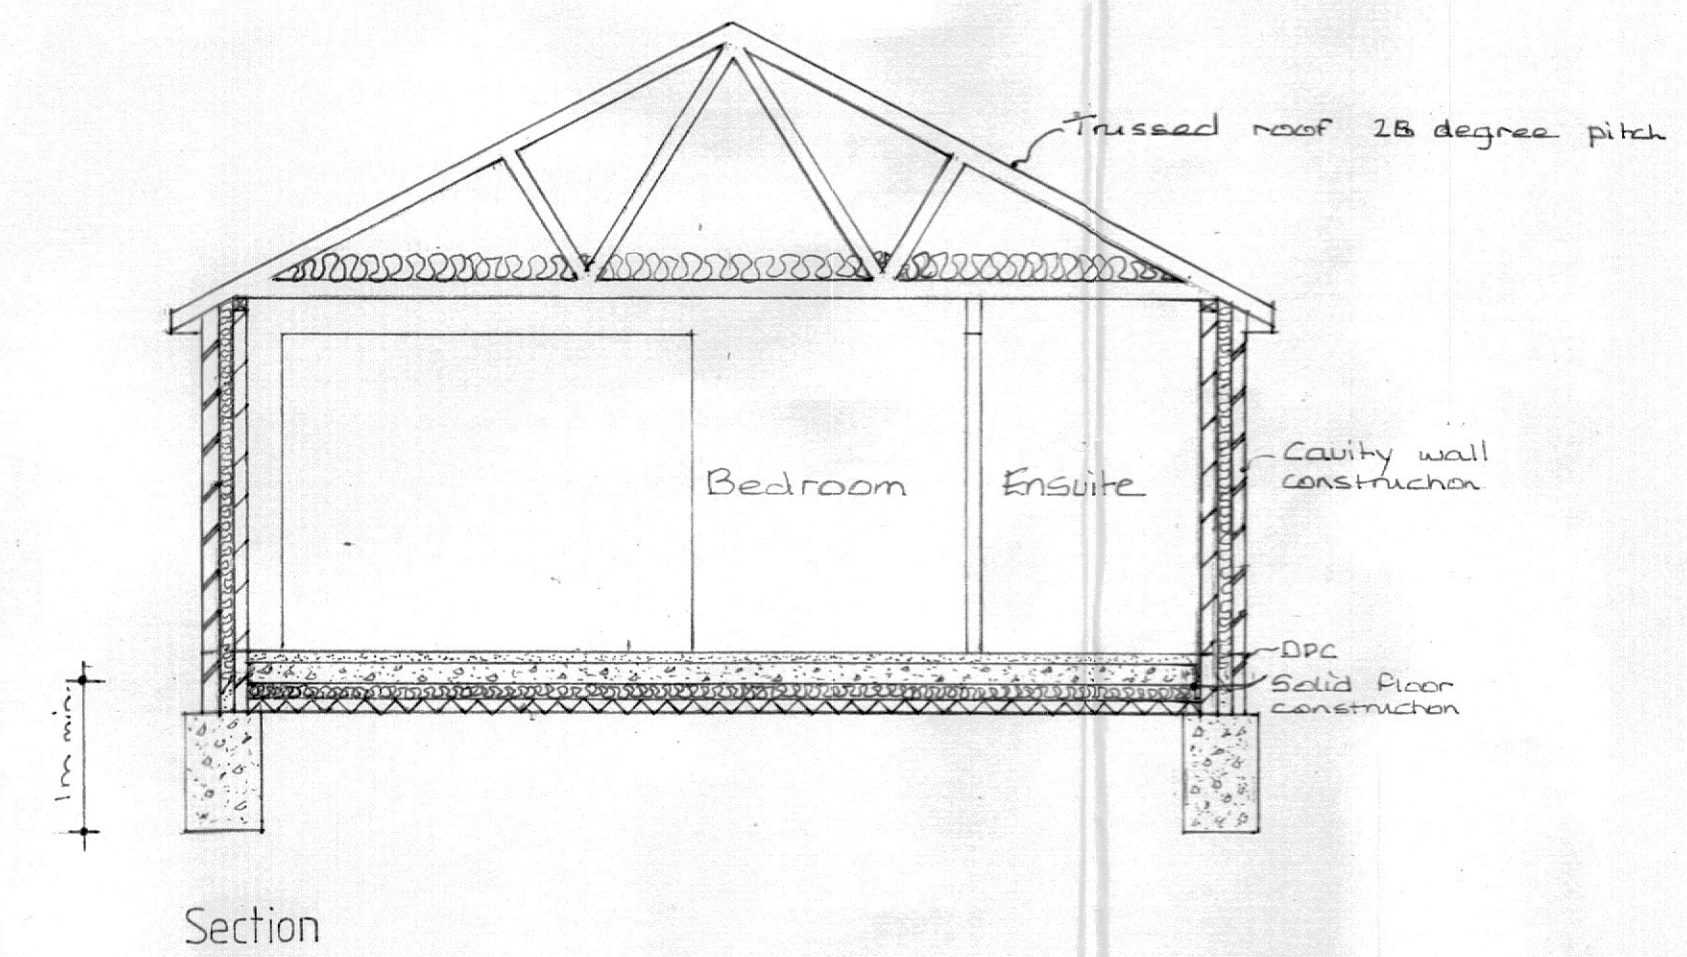 Trussed roof 28 degree pitch
Bedroom
Ensuite
Cavity wall
construction
DPC
Solid floor
construction
1m min.
Section